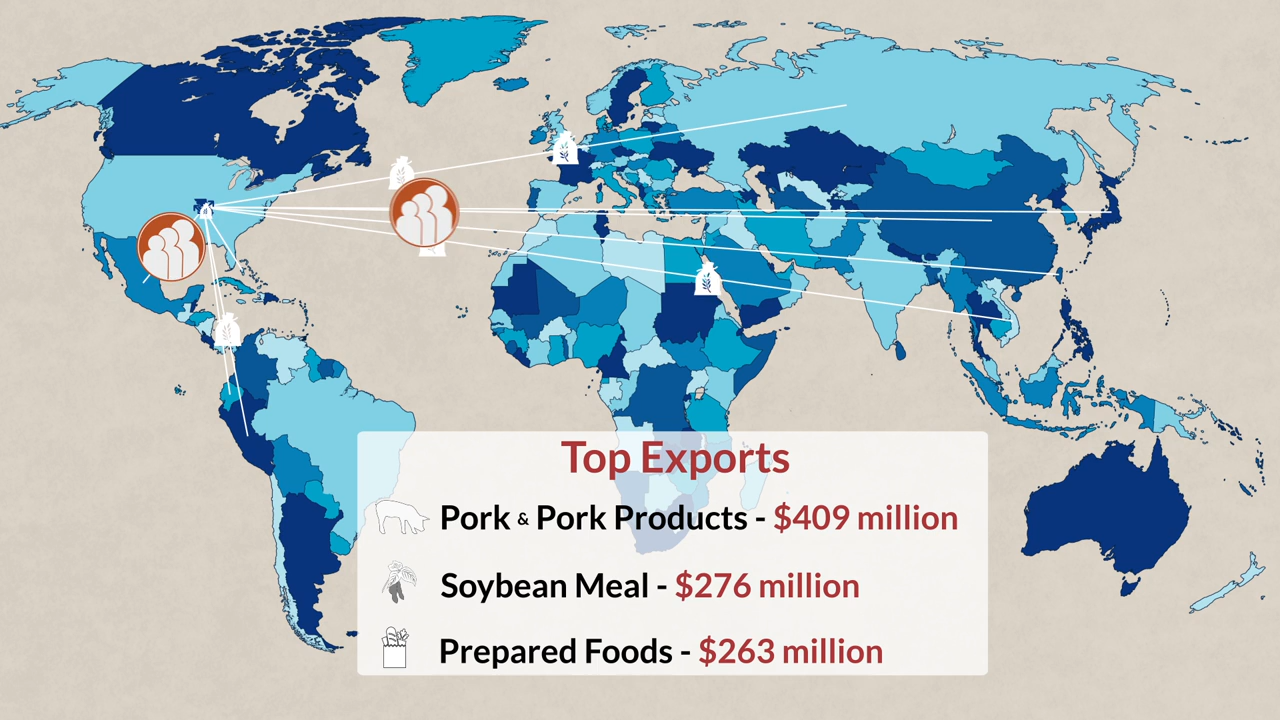 Top Exports
Pork & Pork Products - $409 million
Soybean Meal - $276 million
Prepared Foods - $263 million